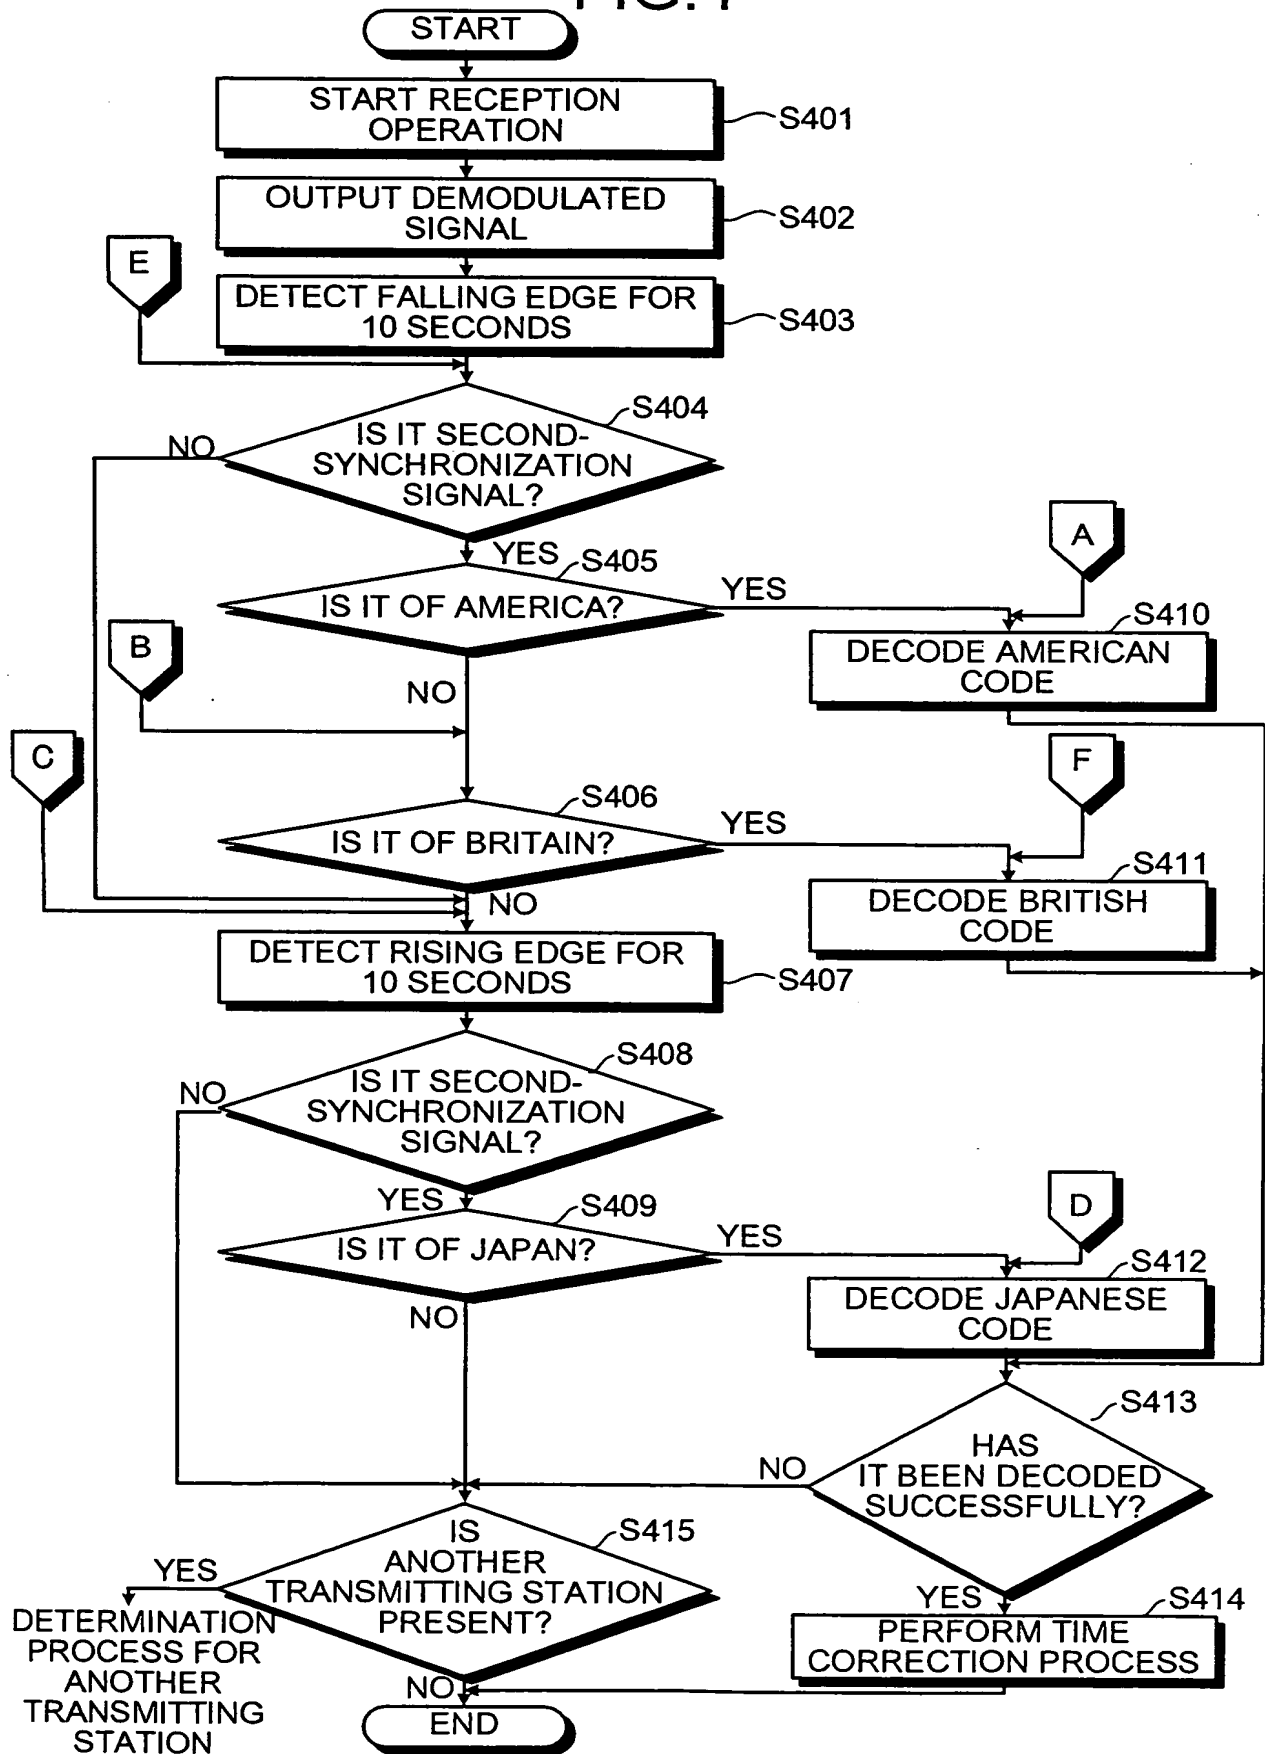 FIG. 7
START
START RECEPTION
OPERATION
S401
OUTPUT DEMODULATED
SIGNAL
S402
E
DETECT FALLING EDGE FOR
10 SECONDS
S403
S404
NO
IS IT SECOND-
SYNCHRONIZATION
SIGNAL?
YES
S405
IS IT OF AMERICA?
YES
A
S410
DECODE AMERICAN
CODE
B
NO
C
F
S406
IS IT OF BRITAIN?
YES
S411
DECODE BRITISH
CODE
NO
DETECT RISING EDGE FOR
10 SECONDS
S407
S408
NO
IS IT SECOND-
SYNCHRONIZATION
SIGNAL?
YES
S409
IS IT OF JAPAN?
YES
D
S412
DECODE JAPANESE
CODE
NO
S413
HAS
IT BEEN DECODED
SUCCESSFULLY?
NO
S415
IS
ANOTHER
TRANSMITTING STATION
PRESENT?
YES
DETERMINATION
PROCESS FOR
ANOTHER
TRANSMITTING
STATION
YES
S414
PERFORM TIME
CORRECTION PROCESS
NO
END